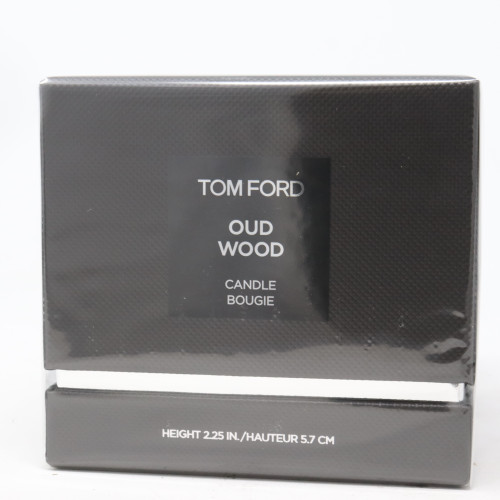 TOM FORD
OUD
WOOD
CANDLE
BOUGIE
HEIGHT 2.25 IN./HAUTEUR 5.7 CM